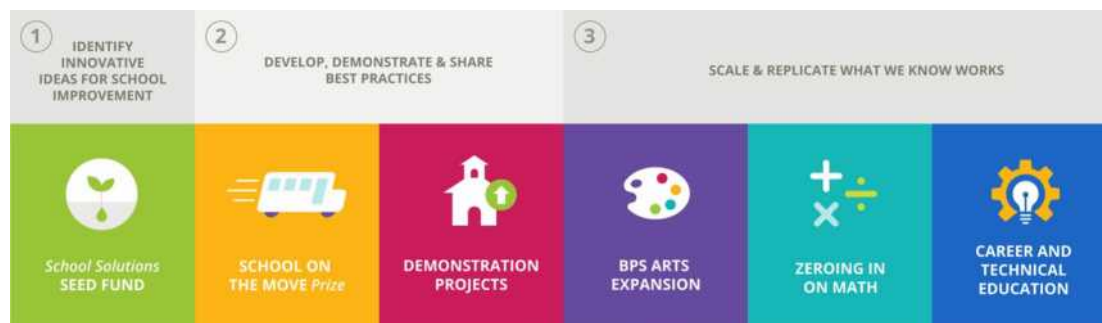 1
IDENTIFY
INNOVATIVE
IDEAS FOR SCHOOL
IMPROVEMENT
2
DEVELOP, DEMONSTRATE & SHARE
BEST PRACTICES
3
SCALE & REPLICATE WHAT WE KNOW WORKS
School Solutions
SEED FUND
SCHOOL ON
THE MOVE Prize
DEMONSTRATION
PROJECTS
BPS ARTS
EXPANSION
ZEROING IN
ON MATH
CAREER AND
TECHNICAL
EDUCATION